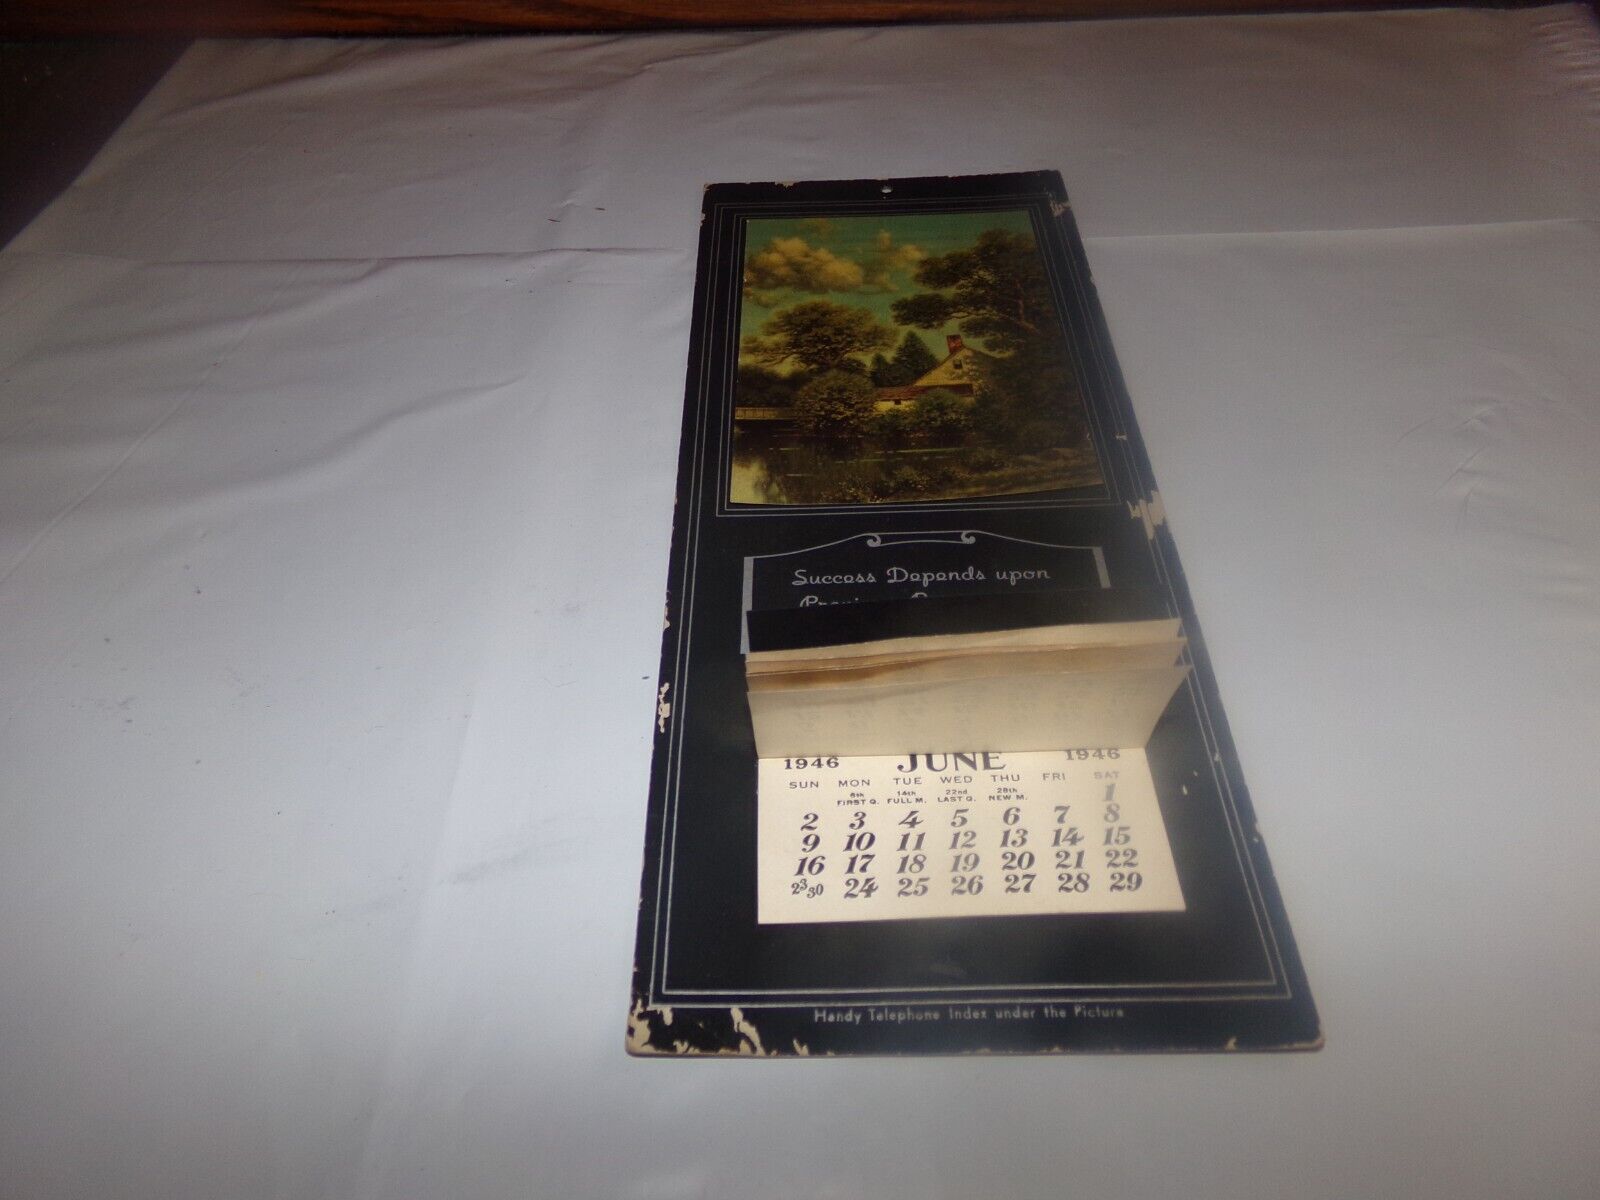 Success Depends upon
1946 JUNE 1946
SUN MON TUE WED THU FRI SAT
6th 14th 22nd 28th
FIRST Q. FULL M. LAST Q. NEW M.
1
2 3 4 5 6 7 8
9 10 11 12 13 14 15
16 17 18 19 20 21 22
23 30 24 25 26 27 28 29
Handy Telephone Index under the Picture